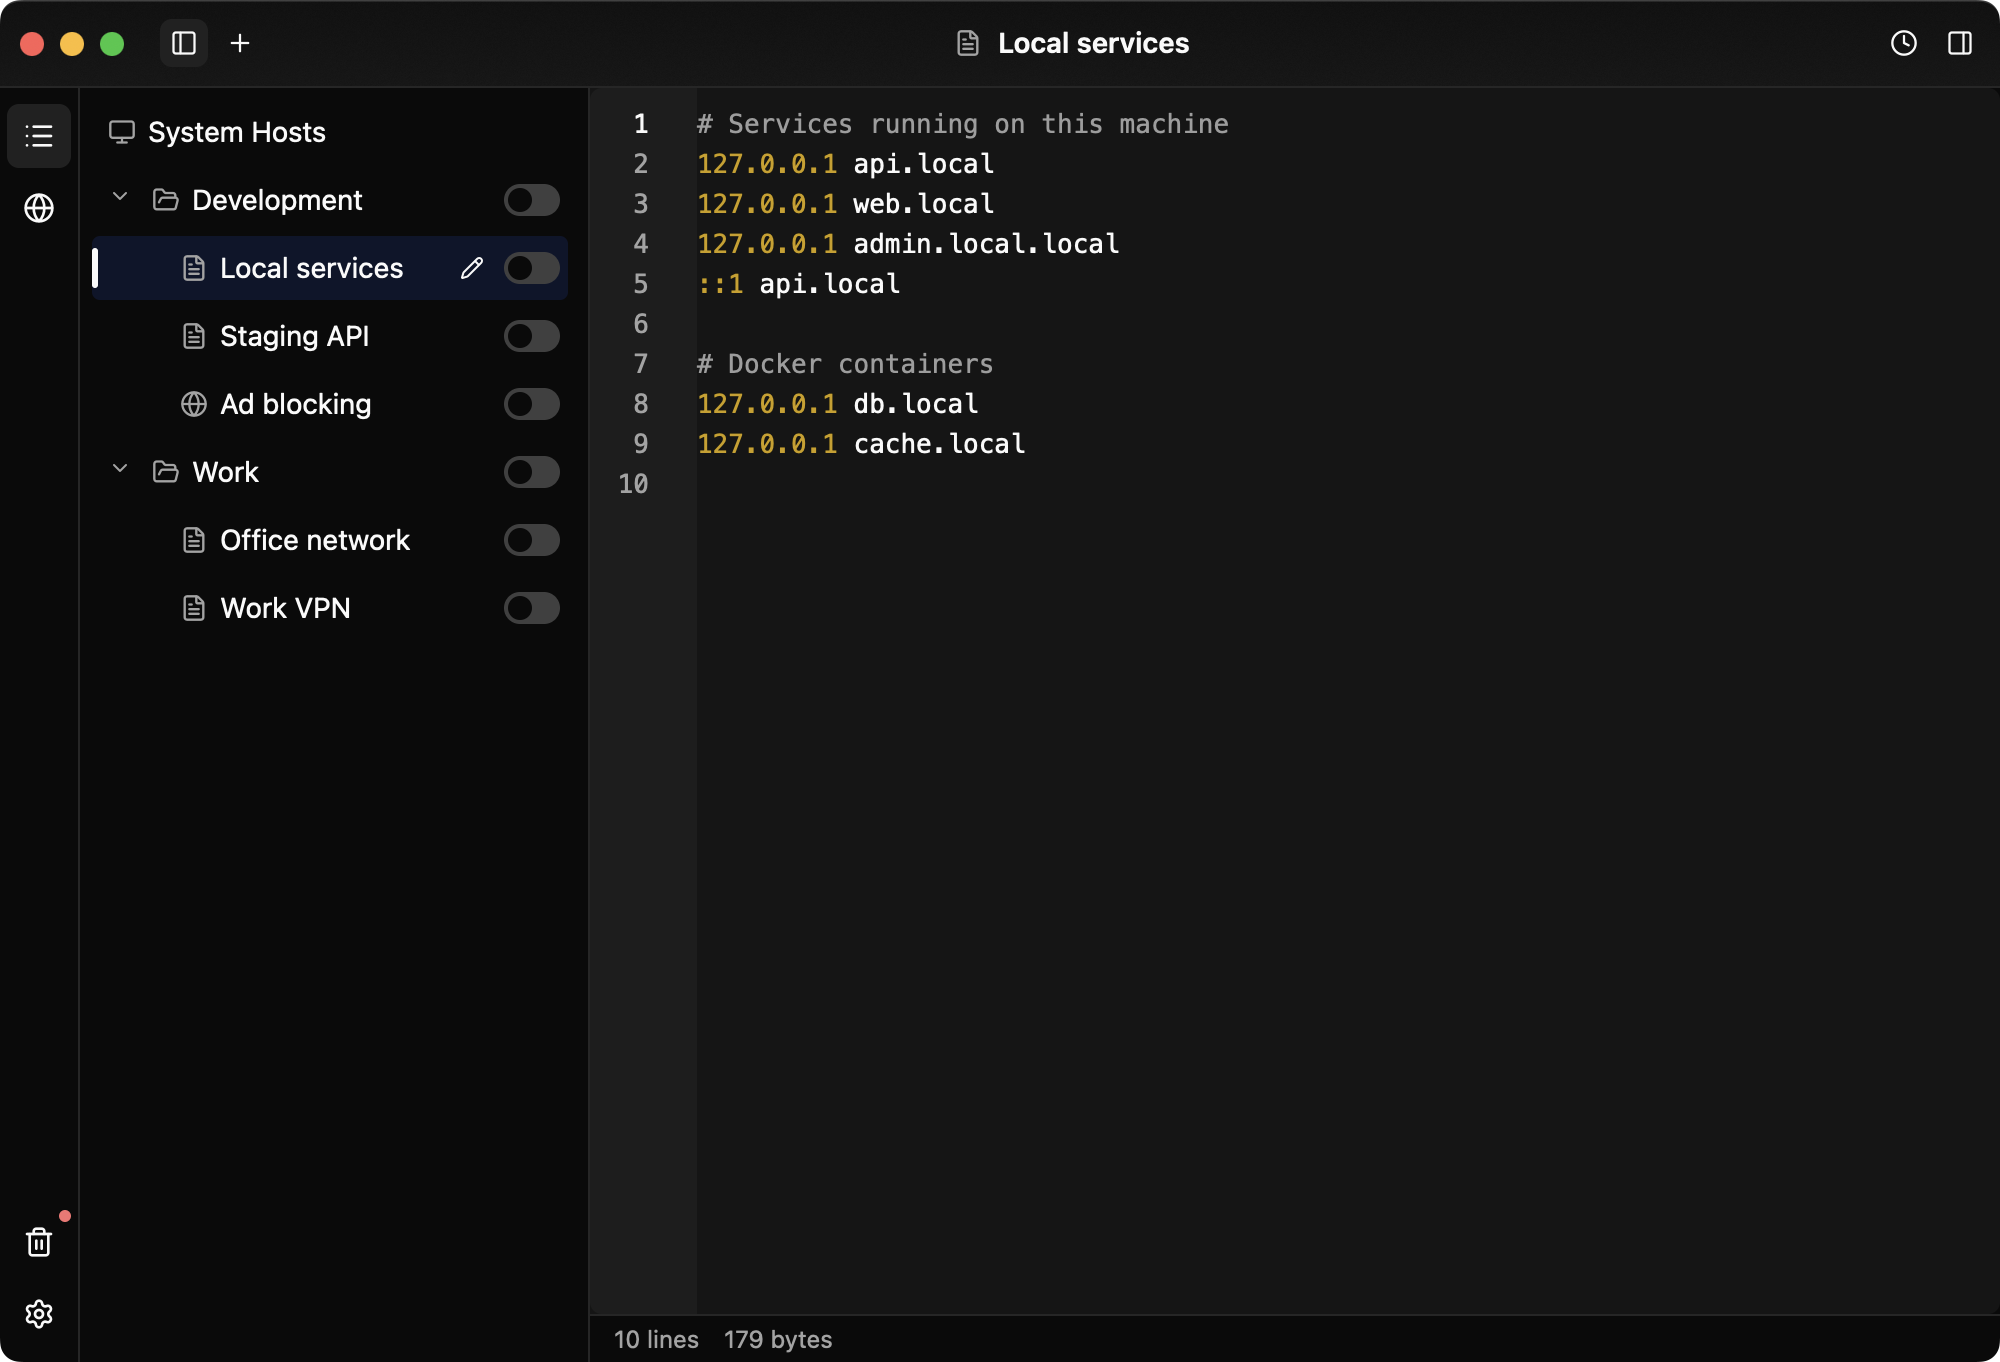 Local services
System Hosts
Development
Local services
Staging API
Ad blocking
Work
Office network
Work VPN
1 # Services running on this machine
2 127.0.0.1 api.local
3 127.0.0.1 web.local
4 127.0.0.1 admin.local.local
5 ::1 api.local
6
7 # Docker containers
8 127.0.0.1 db.local
9 127.0.0.1 cache.local
10
10 lines 179 bytes